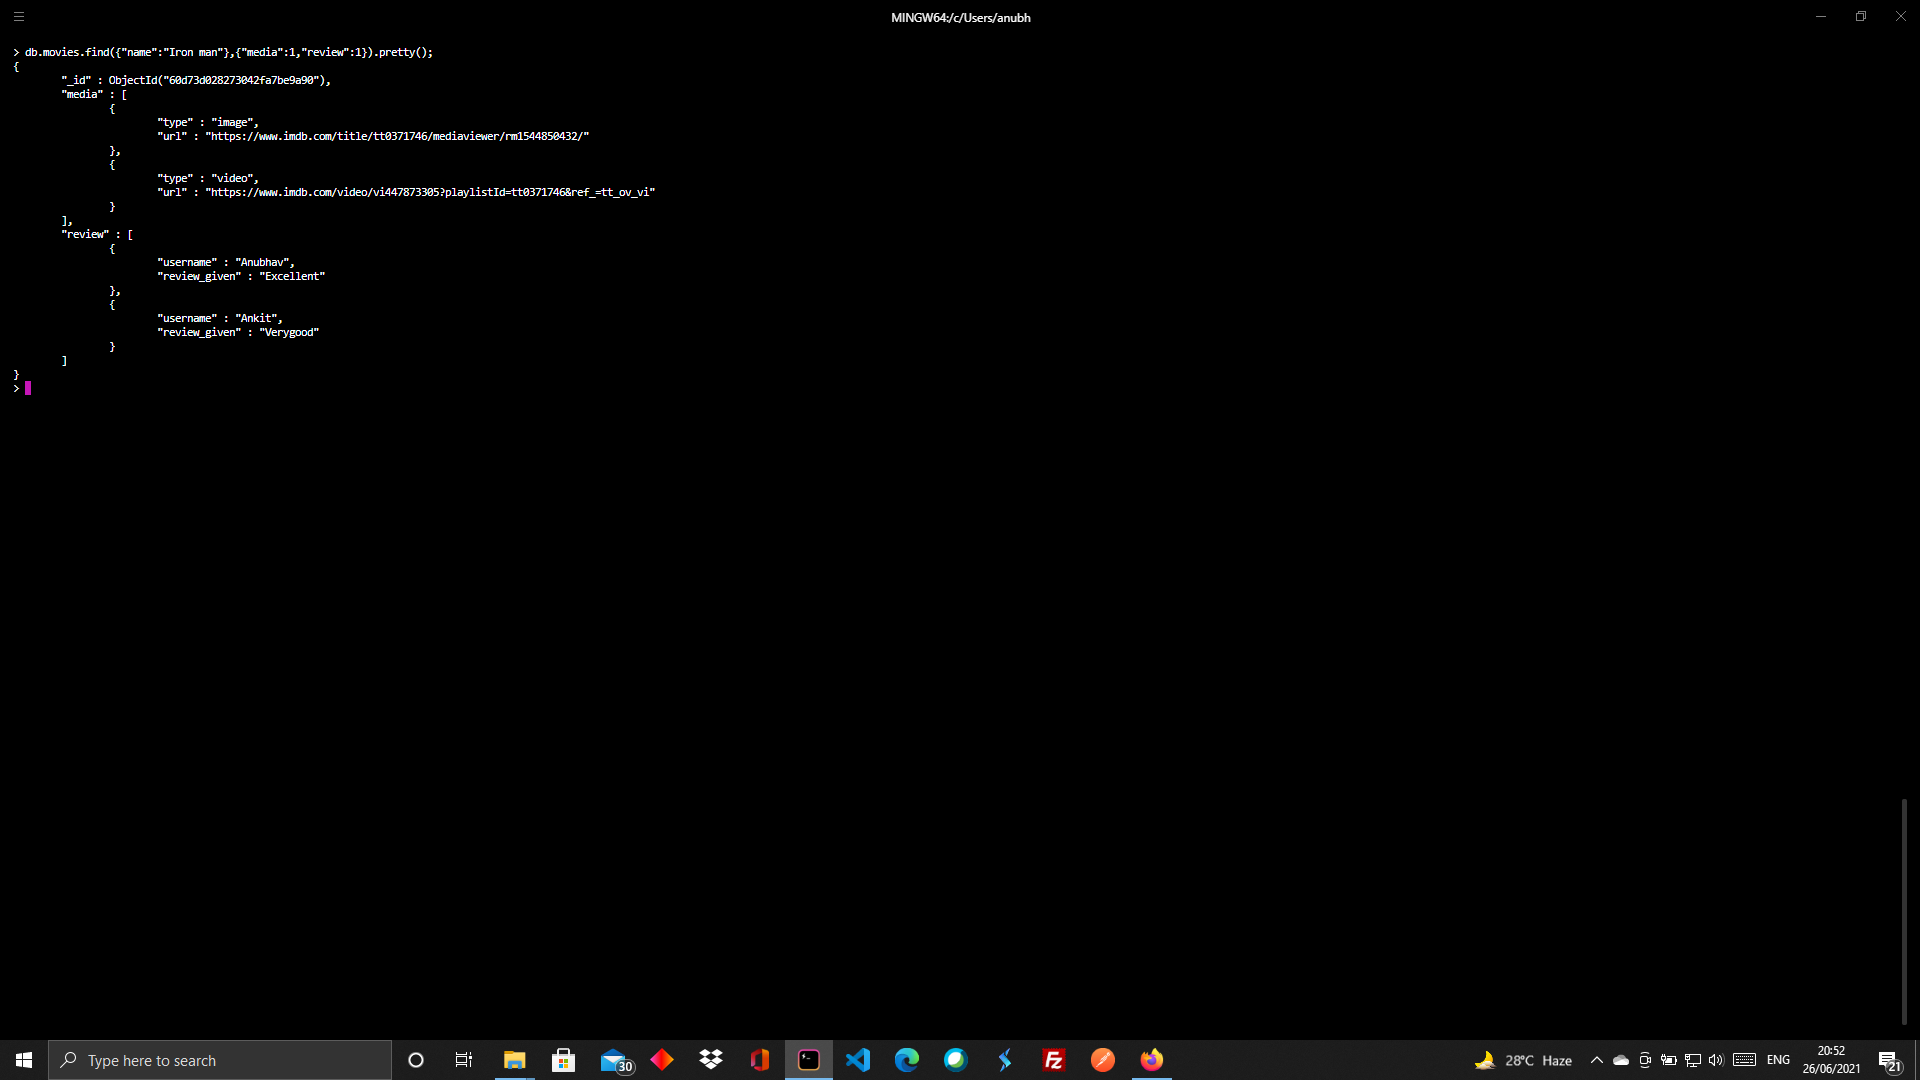 MINGW64:/c/Users/anubh
> db.movies.find({"name":"Iron man"},{"media":1,"review":1}).pretty();
{
"_id" : ObjectId("60d73d028273042fa7be9a90"),
"media" : [
{
"type" : "image",
"url" : "https://www.imdb.com/title/tt0371746/mediaviewer/rm1544850432/"
},
{
"type" : "video",
"url" : "https://www.imdb.com/video/vi447873305?playlistId=tt0371746&ref_=tt_ov_vi"
}
],
"review" : [
{
"username" : "Anubhav",
"review_given" : "Excellent"
},
{
"username" : "Ankit",
"review_given" : "Verygood"
}
]
}
>
Type here to search
30
Fz
28°C Haze
ENG
20:52
26/06/2021
21